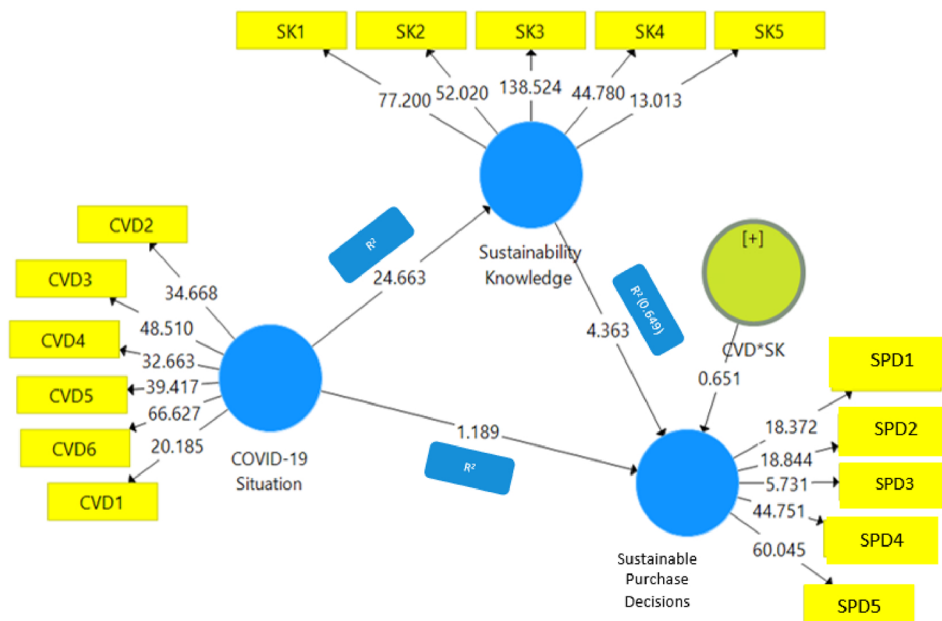 SK1
SK2
SK3
SK4
SK5
77.200
52.020
138.524
44.780
13.013
CVD2
R²
Sustainability
Knowledge
[+]
CVD3
34.668
24.663
R² (0.649)
CVD4
48.510
4.363
CVD*SK
SPD1
32.663
CVD5
39.417
0.651
66.627
CVD6
20.185
COVID-19
Situation
1.189
18.372
SPD2
R²
18.844
CVD1
5.731
SPD3
44.751
SPD4
60.045
Sustainable
Purchase
Decisions
SPD5